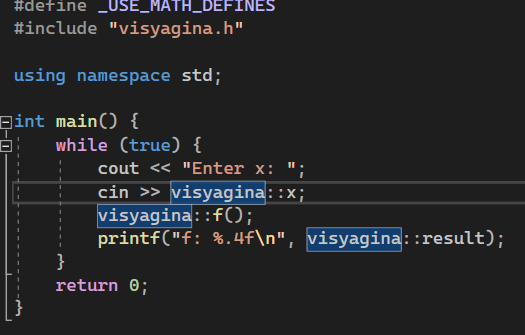 #define _USE_MATH_DEFINES
#include "visyagina.h"
using namespace std;
int main() {
while (true) {
cout << "Enter x: ";
cin >> visyagina::x;
visyagina::f();
printf("f: %.4f\n", visyagina::result);
}
return 0;
}